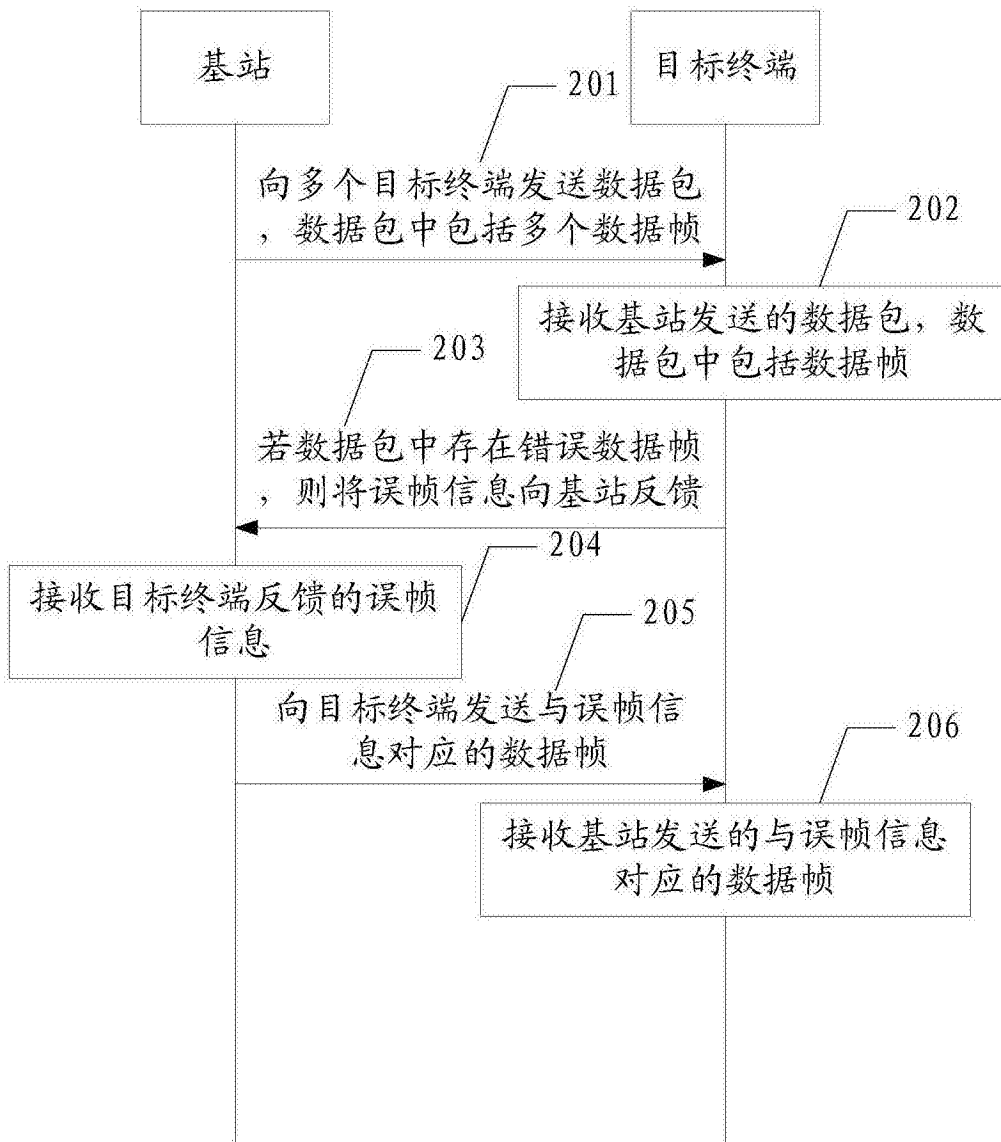 基站
目标终端
201
向多个目标终端发送数据包
，数据包中包括多个数据帧
202
接收基站发送的数据包，数
据包中包括数据帧
203
若数据包中存在错误数据帧
，则将误帧信息向基站反馈
204
接收目标终端反馈的误帧
信息
205
向目标终端发送与误帧信
息对应的数据帧
206
接收基站发送的与误帧信息
对应的数据帧